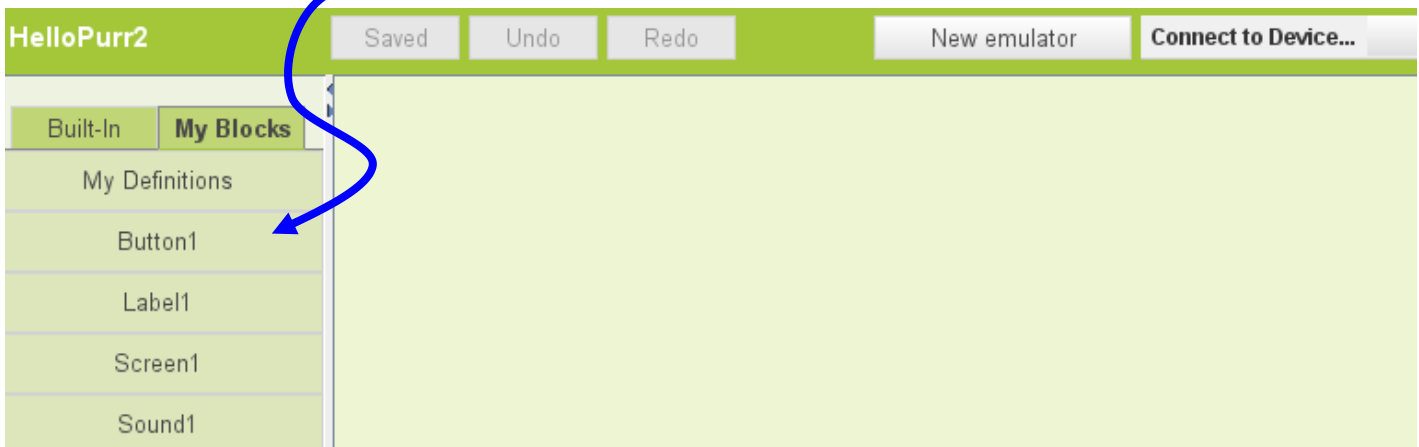 HelloPurr2 Saved Undo Redo New emulator Connect to Device...
Built-In My Blocks
My Definitions
Button1
Label1
Screen1
Sound1